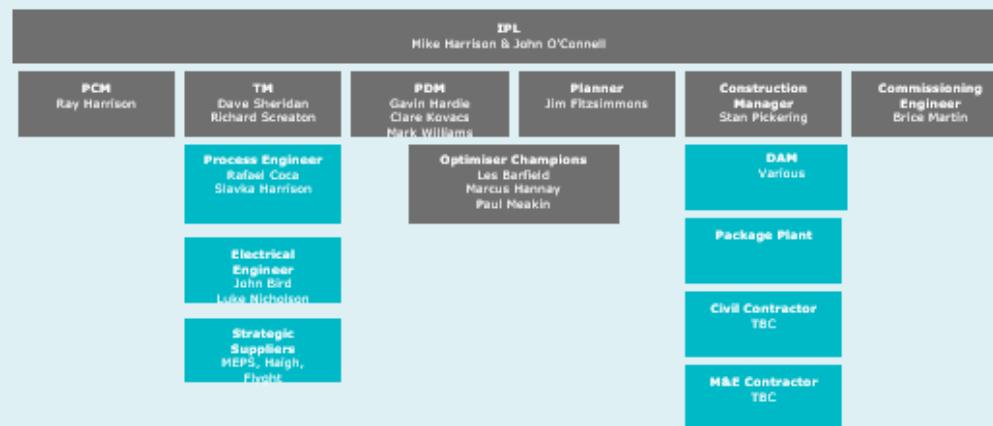 IPL
Mike Harrison & John O'Connell
PCM
Ray Harrison
TM
Dave Sheridan
Richard Screaton
PDM
Gavin Hardie
Clare Kovacs
Mark Williams
Planner
Jim Fitzsimmons
Construction
Manager
Stan Pickering
Commissioning
Engineer
Brice Martin
Process Engineer
Rafael Coca
Slavka Harrison
Optimiser Champions
Les Barfield
Marcus Hannay
Paul Meakin
DAM
Various
Package Plant
Electrical
Engineer
John Bird
Luke Nicholson
Civil Contractor
TBC
Strategic
Suppliers
MEPS, Haigh,
Flyght
M&E Contractor
TBC